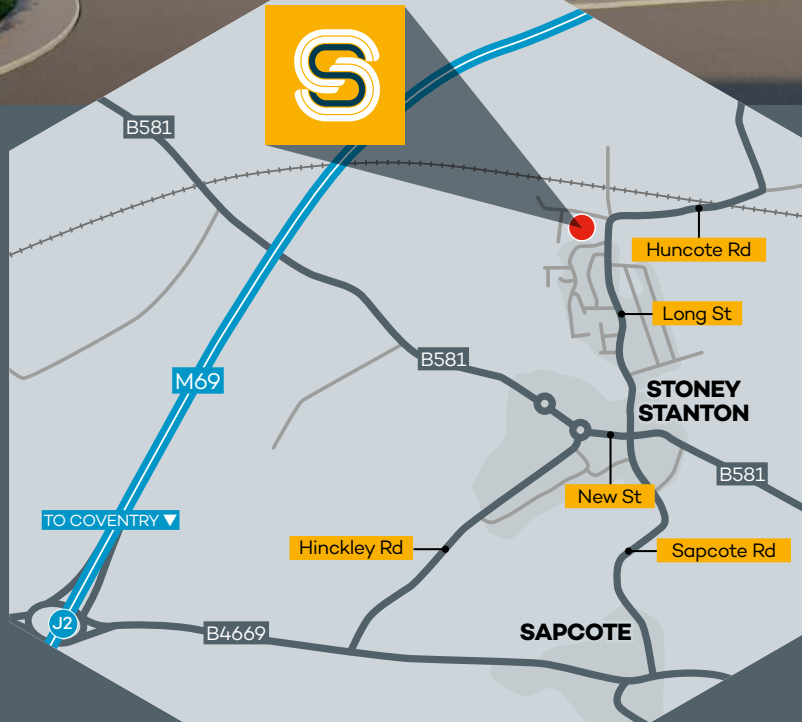 S
B581
Huncote Rd
Long St
B581
M69
STONEY
STANTON
B581
New St
TO COVENTRY ▼
Hinckley Rd
Sapcote Rd
J2
B4669
SAPCOTE